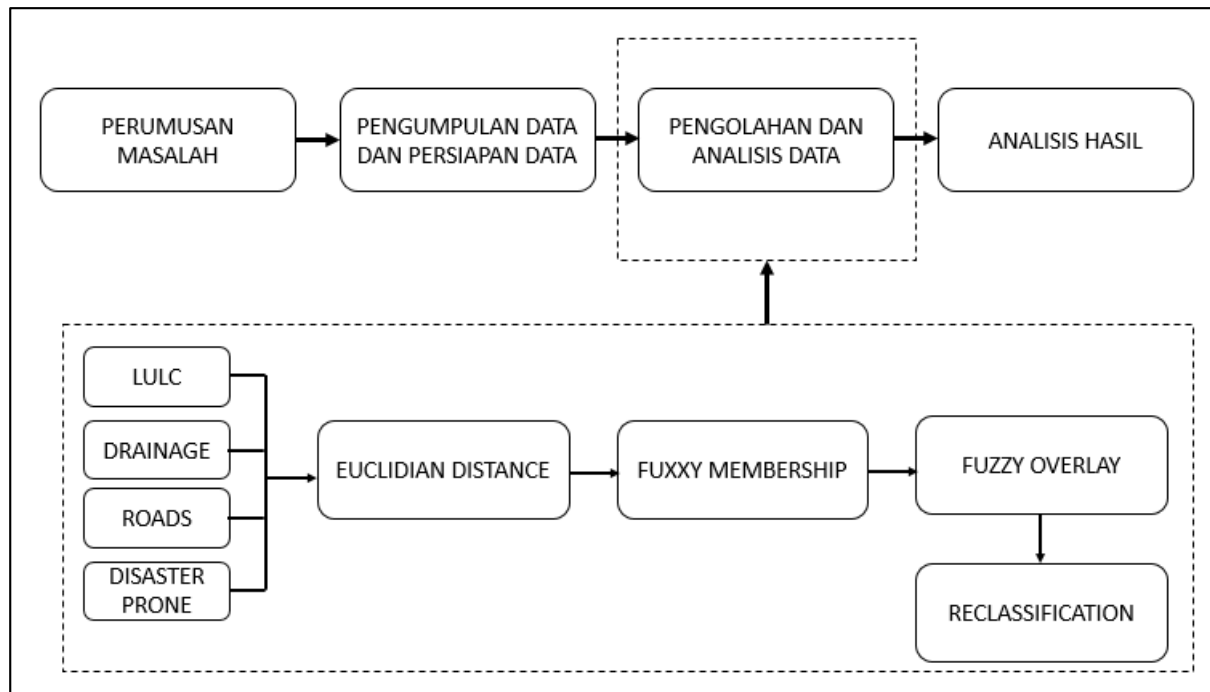 PERUMUSAN
MASALAH
PENGUMPULAN DATA
DAN PERSIAPAN DATA
PENGOLAHAN DAN
ANALISIS DATA
ANALISIS HASIL
LULC
DRAINAGE
ROADS
DISASTER
PRONE
EUCLIDIAN DISTANCE
FUXXY MEMBERSHIP
FUZZY OVERLAY
RECLASSIFICATION